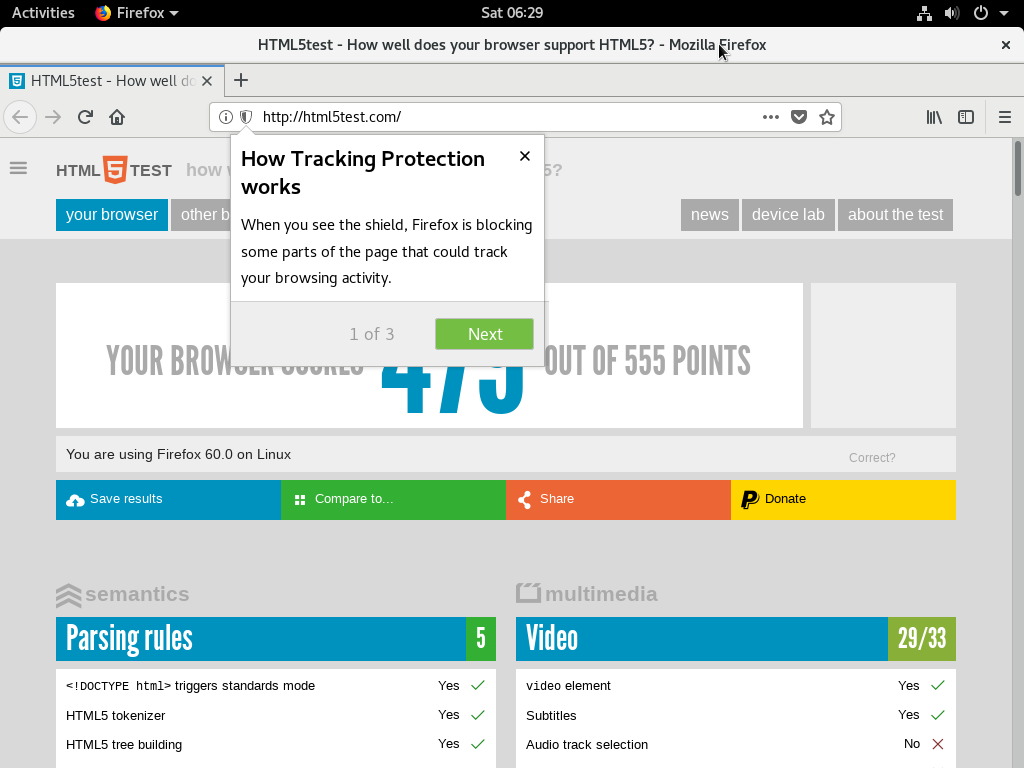 Activities
Firefox
Sat 06:29
HTML5test - How well does your browser support HTML5? - Mozilla Firefox
HTML5test - How well do
http://html5test.com/
How Tracking Protection
works
When you see the shield, Firefox is blocking
some parts of the page that could track
your browsing activity.
1 of 3
Next
HTML 5 TEST
how
5?
your browser
other b
news
device lab
about the test
YOUR BROWSER SCORES
OUT OF 555 POINTS
You are using Firefox 60.0 on Linux
Correct?
Save results
Compare to...
Share
Donate
semantics
Parsing rules
5
<!DOCTYPE html> triggers standards mode
Yes
HTML5 tokenizer
Yes
HTML5 tree building
Yes
multimedia
Video
29/33
video element
Yes
Subtitles
Yes
Audio track selection
No